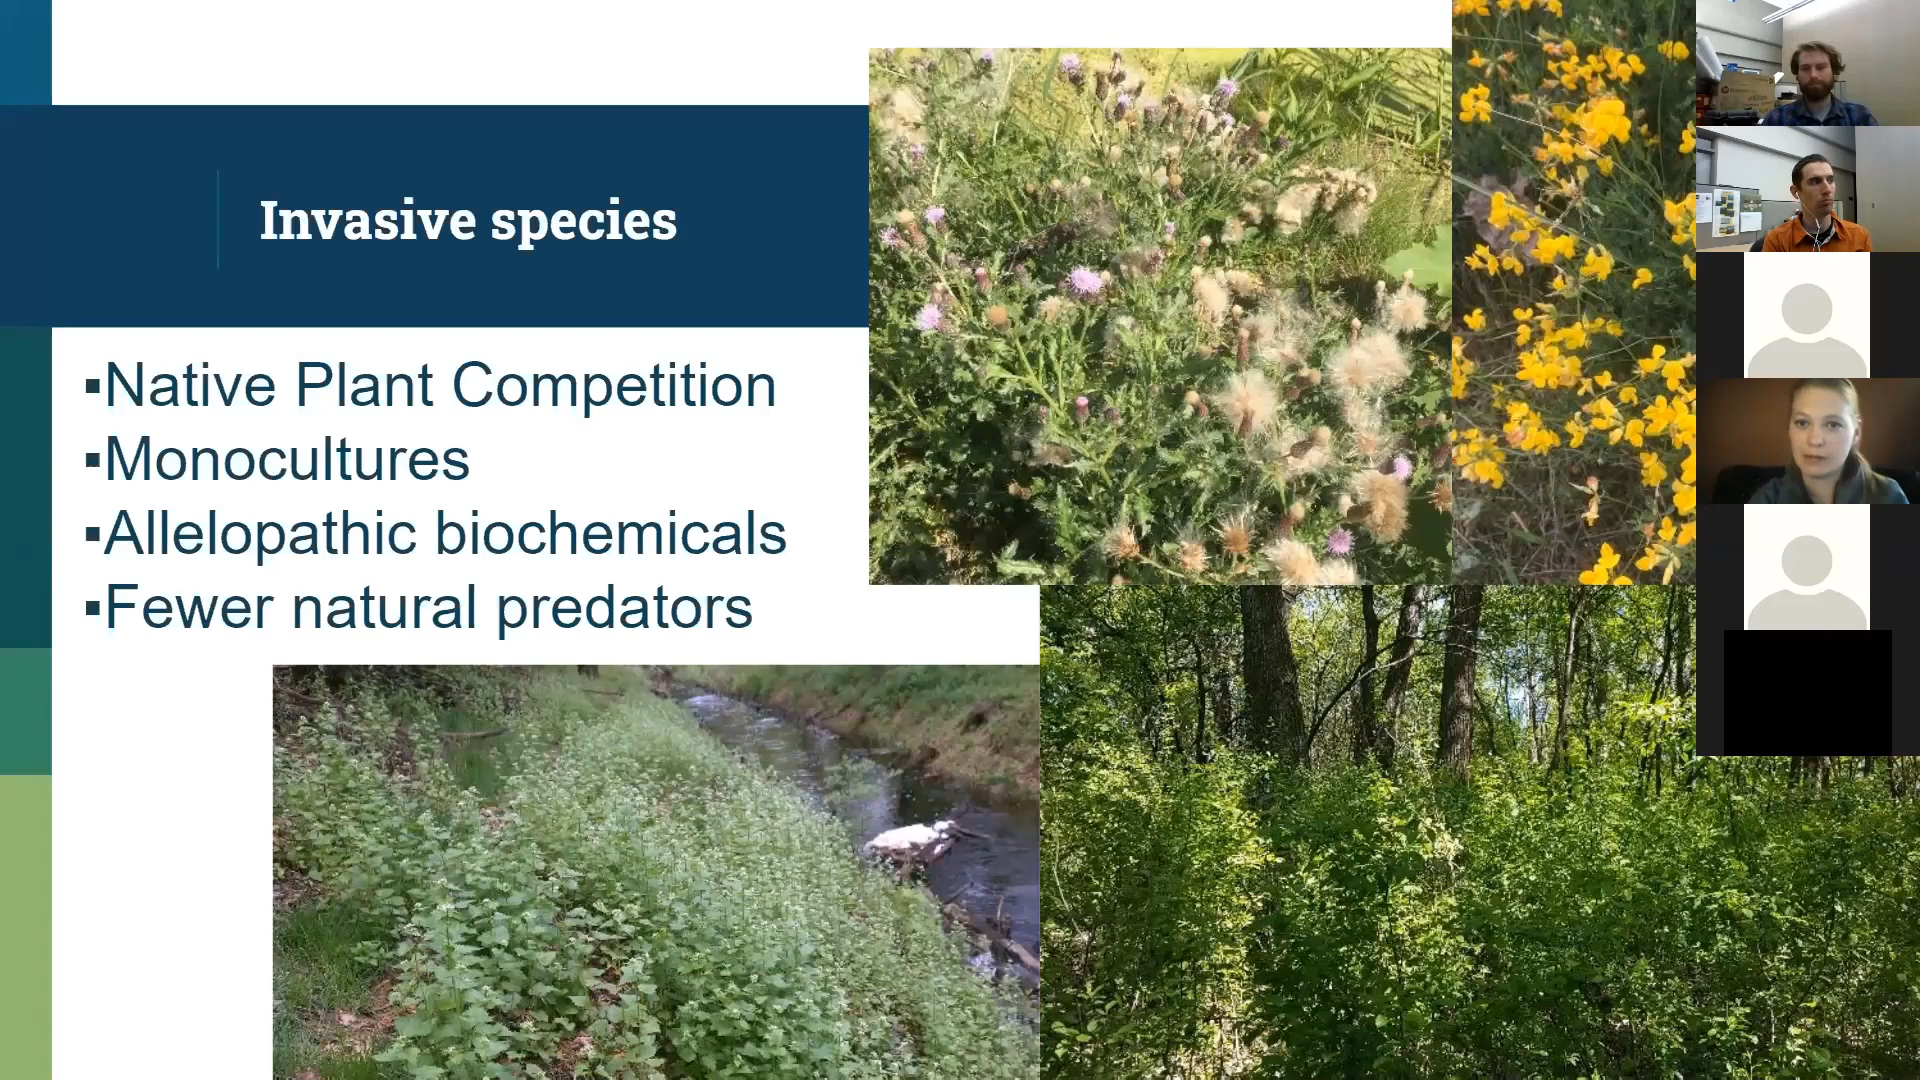 Invasive species
▪Native Plant Competition
▪Monocultures
▪Allelopathic biochemicals
▪Fewer natural predators